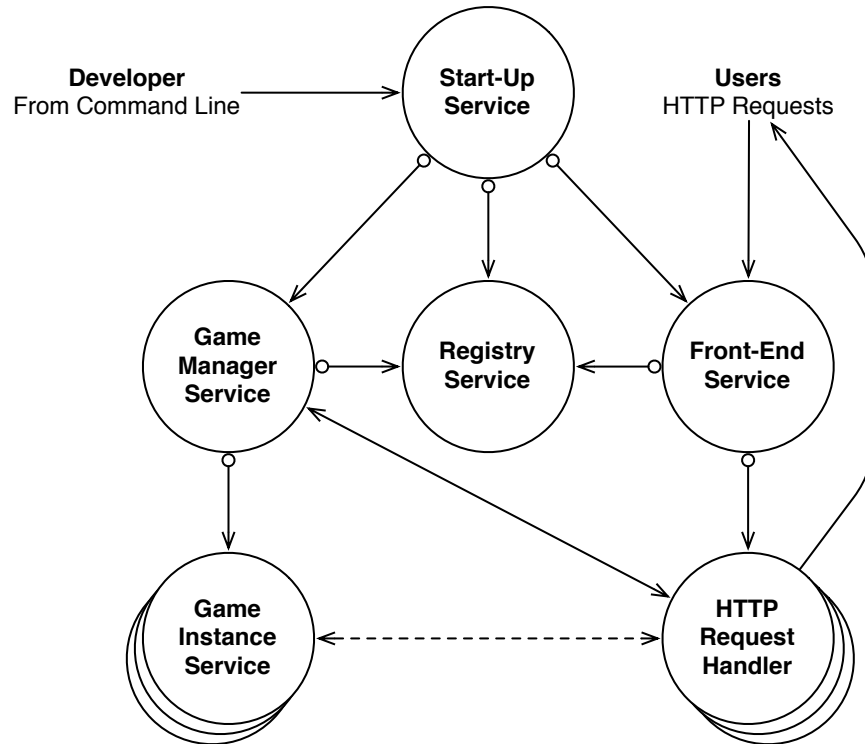 Developer
From Command Line
Start-Up
Service
Users
HTTP Requests
Game
Manager
Service
Registry
Service
Front-End
Service
Game
Instance
Service
HTTP
Request
Handler